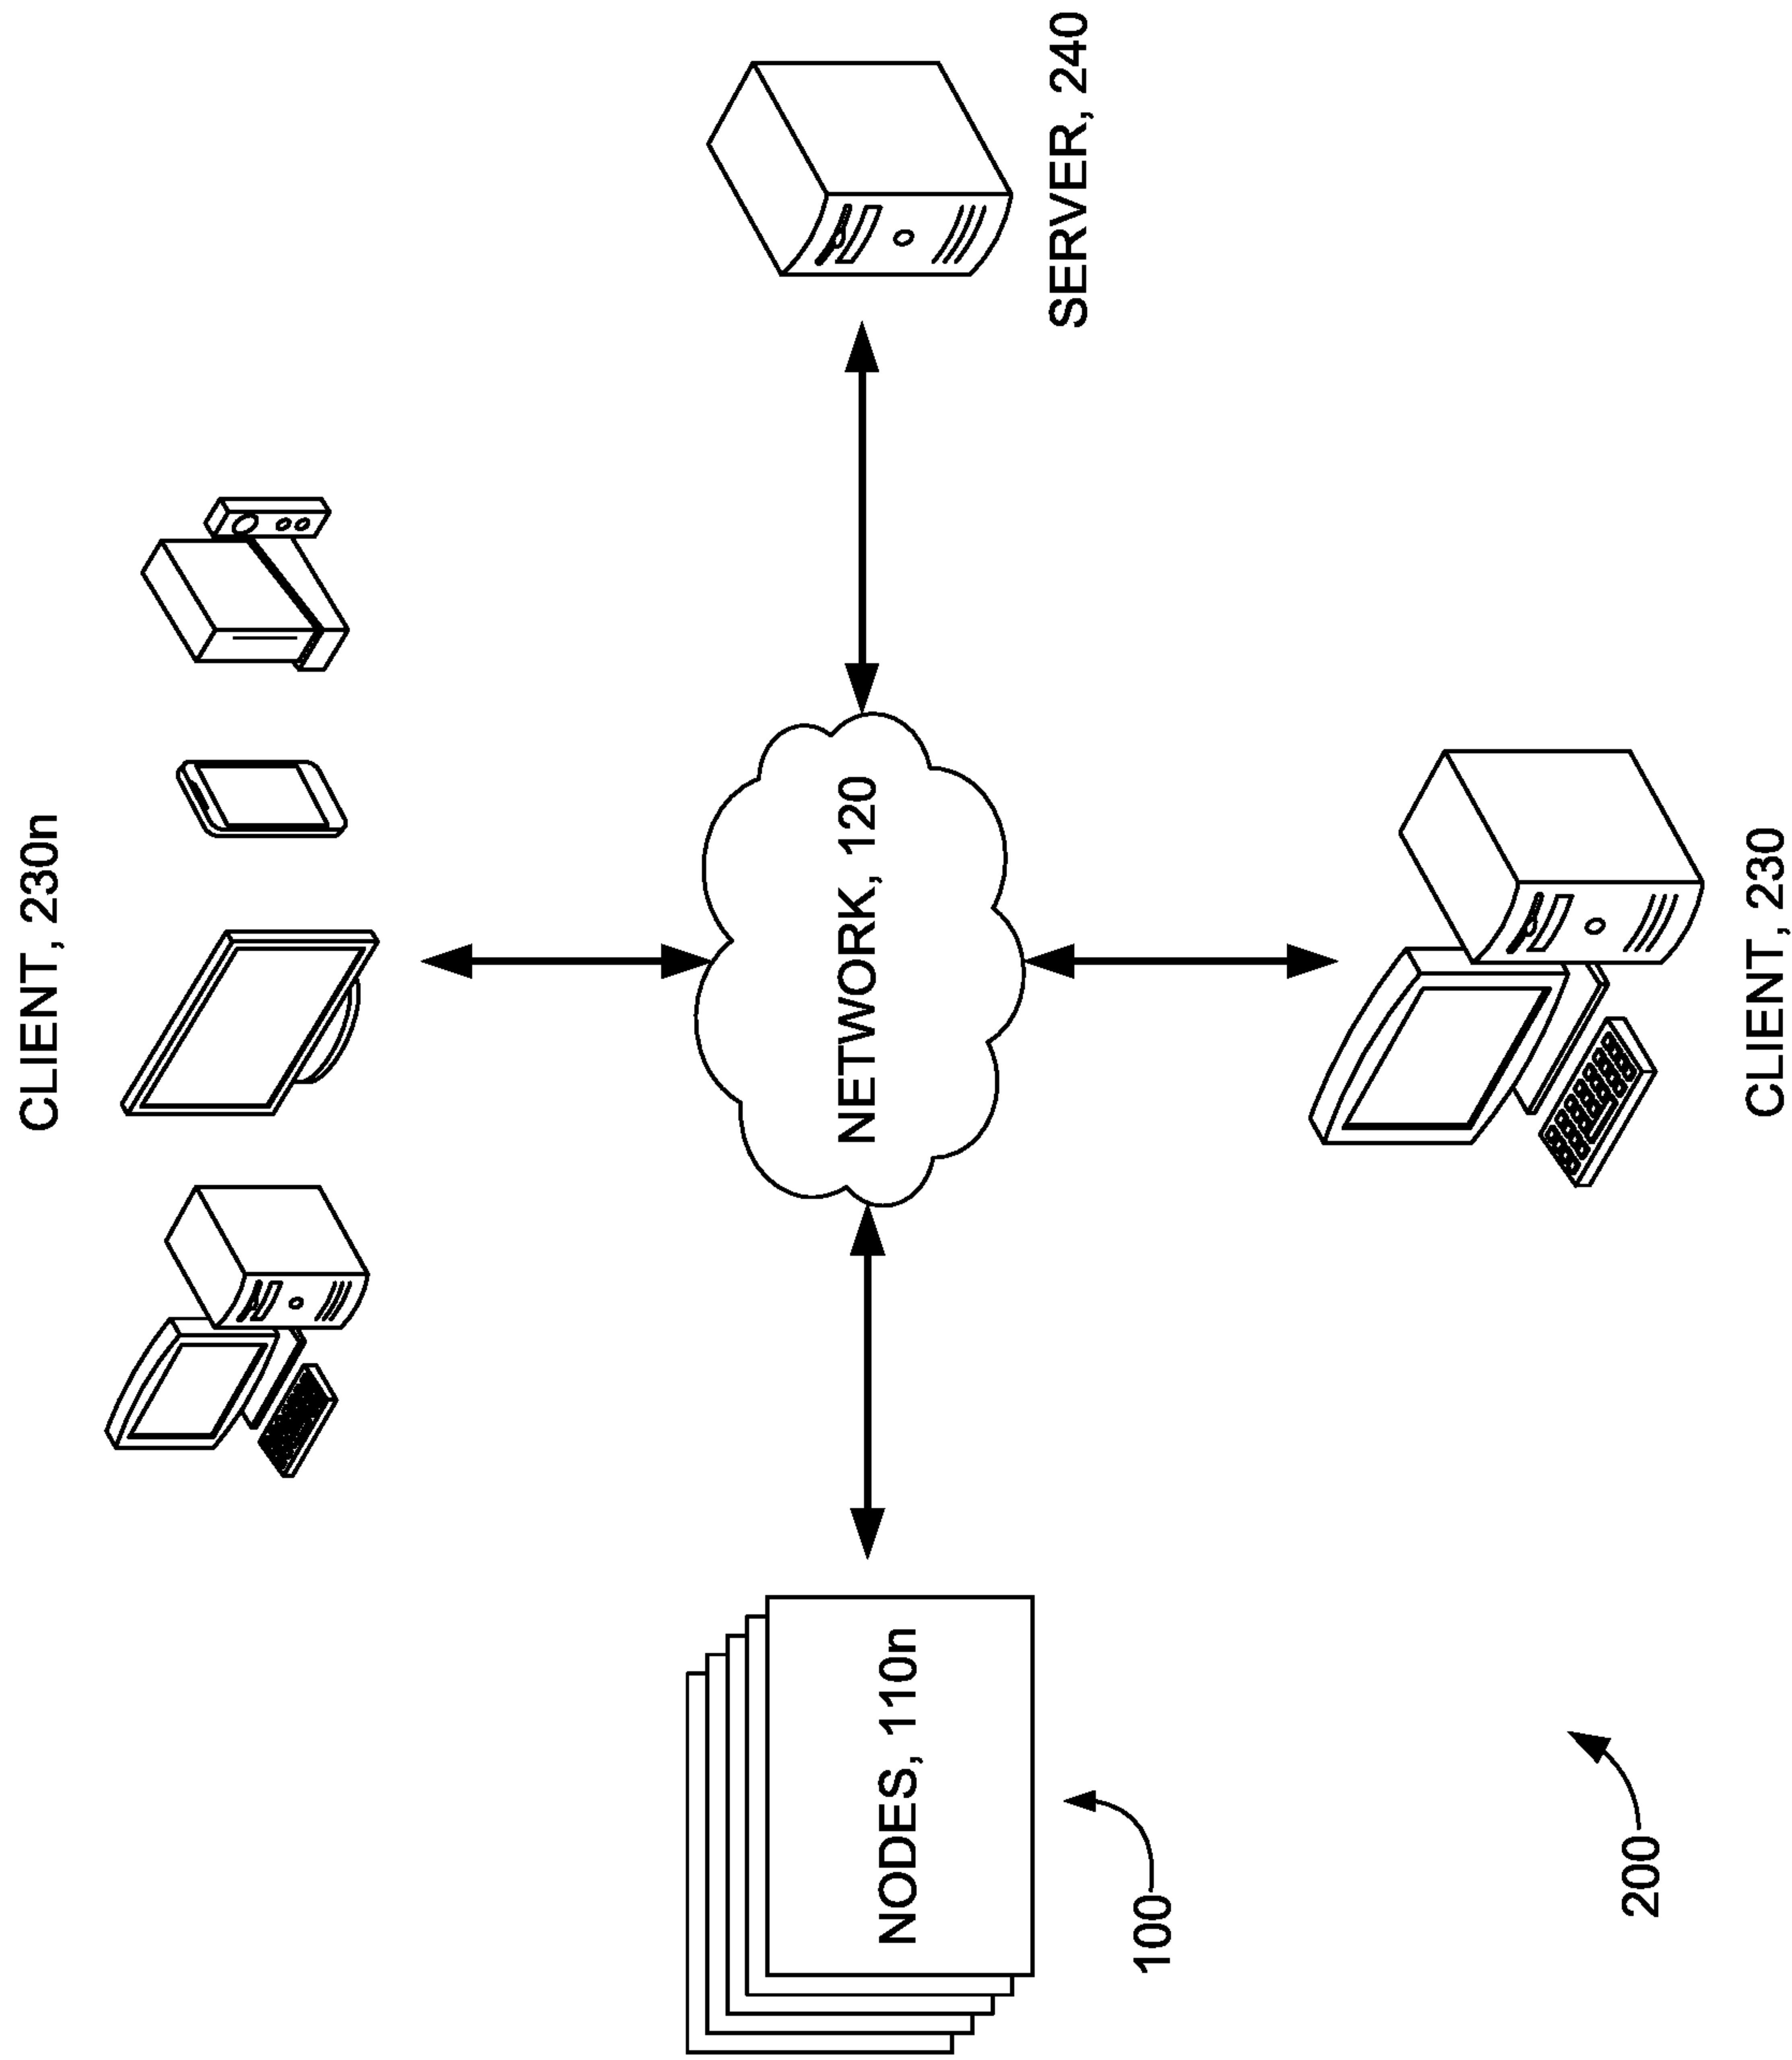 CLIENT, 230n
NODES, 110n
NETWORK, 120
SERVER, 240
100
200
CLIENT, 230